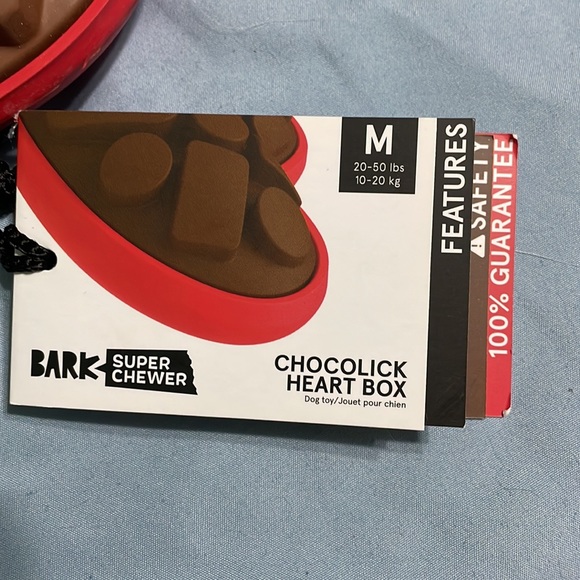 M
20-50 lbs
10-20 kg
FEATURES
SAFETY
100% GUARANTEE
BARK
SUPER
CHEWER
CHOCOLICK
HEART BOX
Dog toy/Jouet pour chien